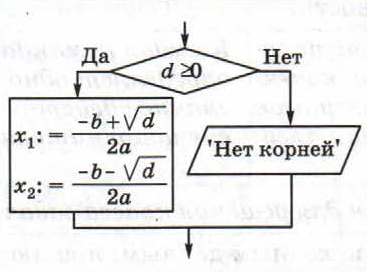 Да
d ≥ 0
Нет
x₁ := (−b + √d) / 2a
x₂ := (−b − √d) / 2a
'Нет корней'